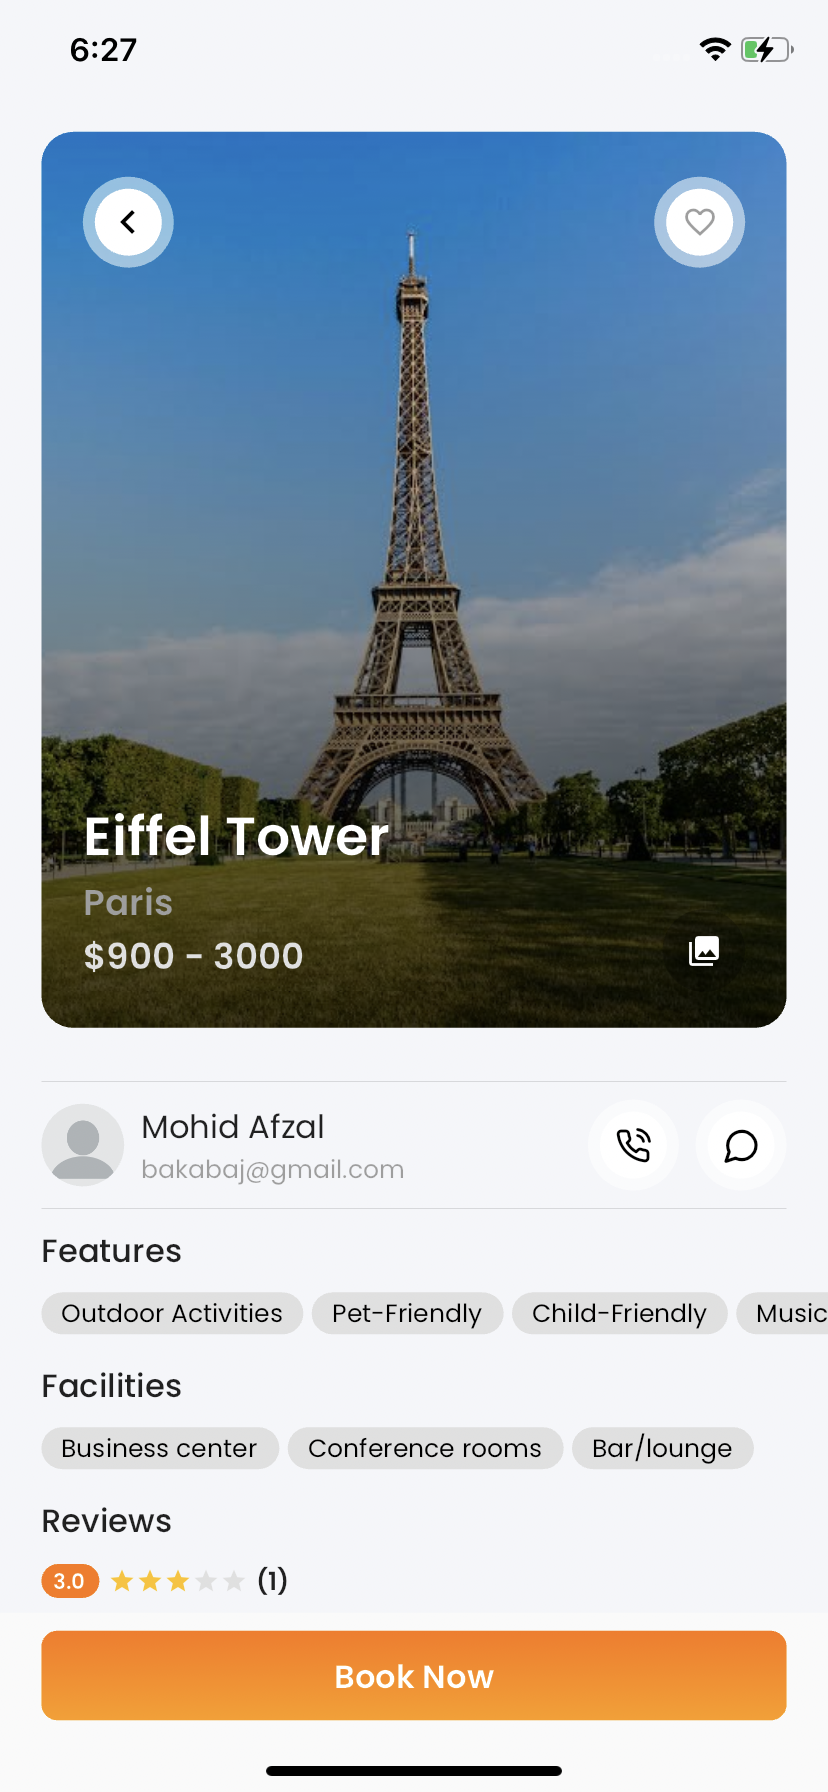 6:27
Eiffel Tower
Paris
$900 - 3000
Mohid Afzal
bakabaj@gmail.com
Features
Outdoor Activities Pet-Friendly Child-Friendly Music
Facilities
Business center Conference rooms Bar/lounge
Reviews
3.0 (1)
Book Now